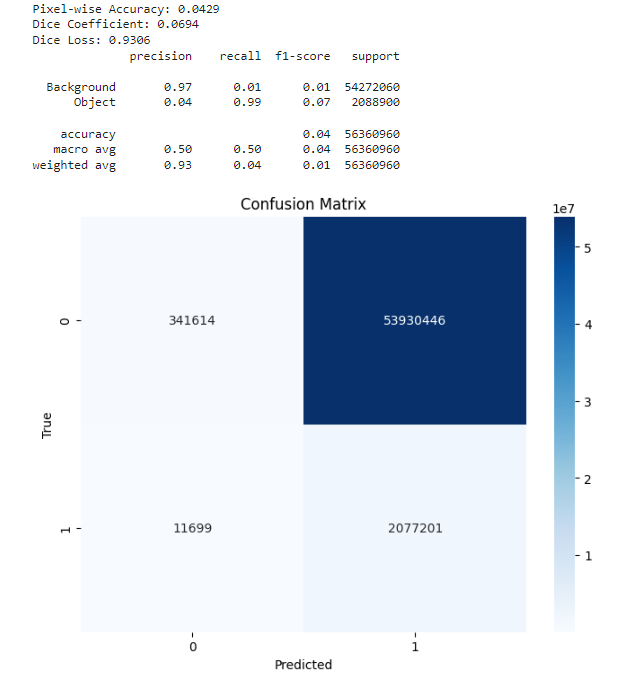 Pixel-wise Accuracy: 0.0429
Dice Coefficient: 0.0694
Dice Loss: 0.9306
precision recall f1-score support
Background 0.97 0.01 0.01 54272060
Object 0.04 0.99 0.07 2088900
accuracy 0.04 56360960
macro avg 0.50 0.50 0.04 56360960
weighted avg 0.93 0.04 0.01 56360960
Confusion Matrix
1e7
5
0 341614 53930446
4
3
True
2
1 11699 2077201
1
0 1
Predicted